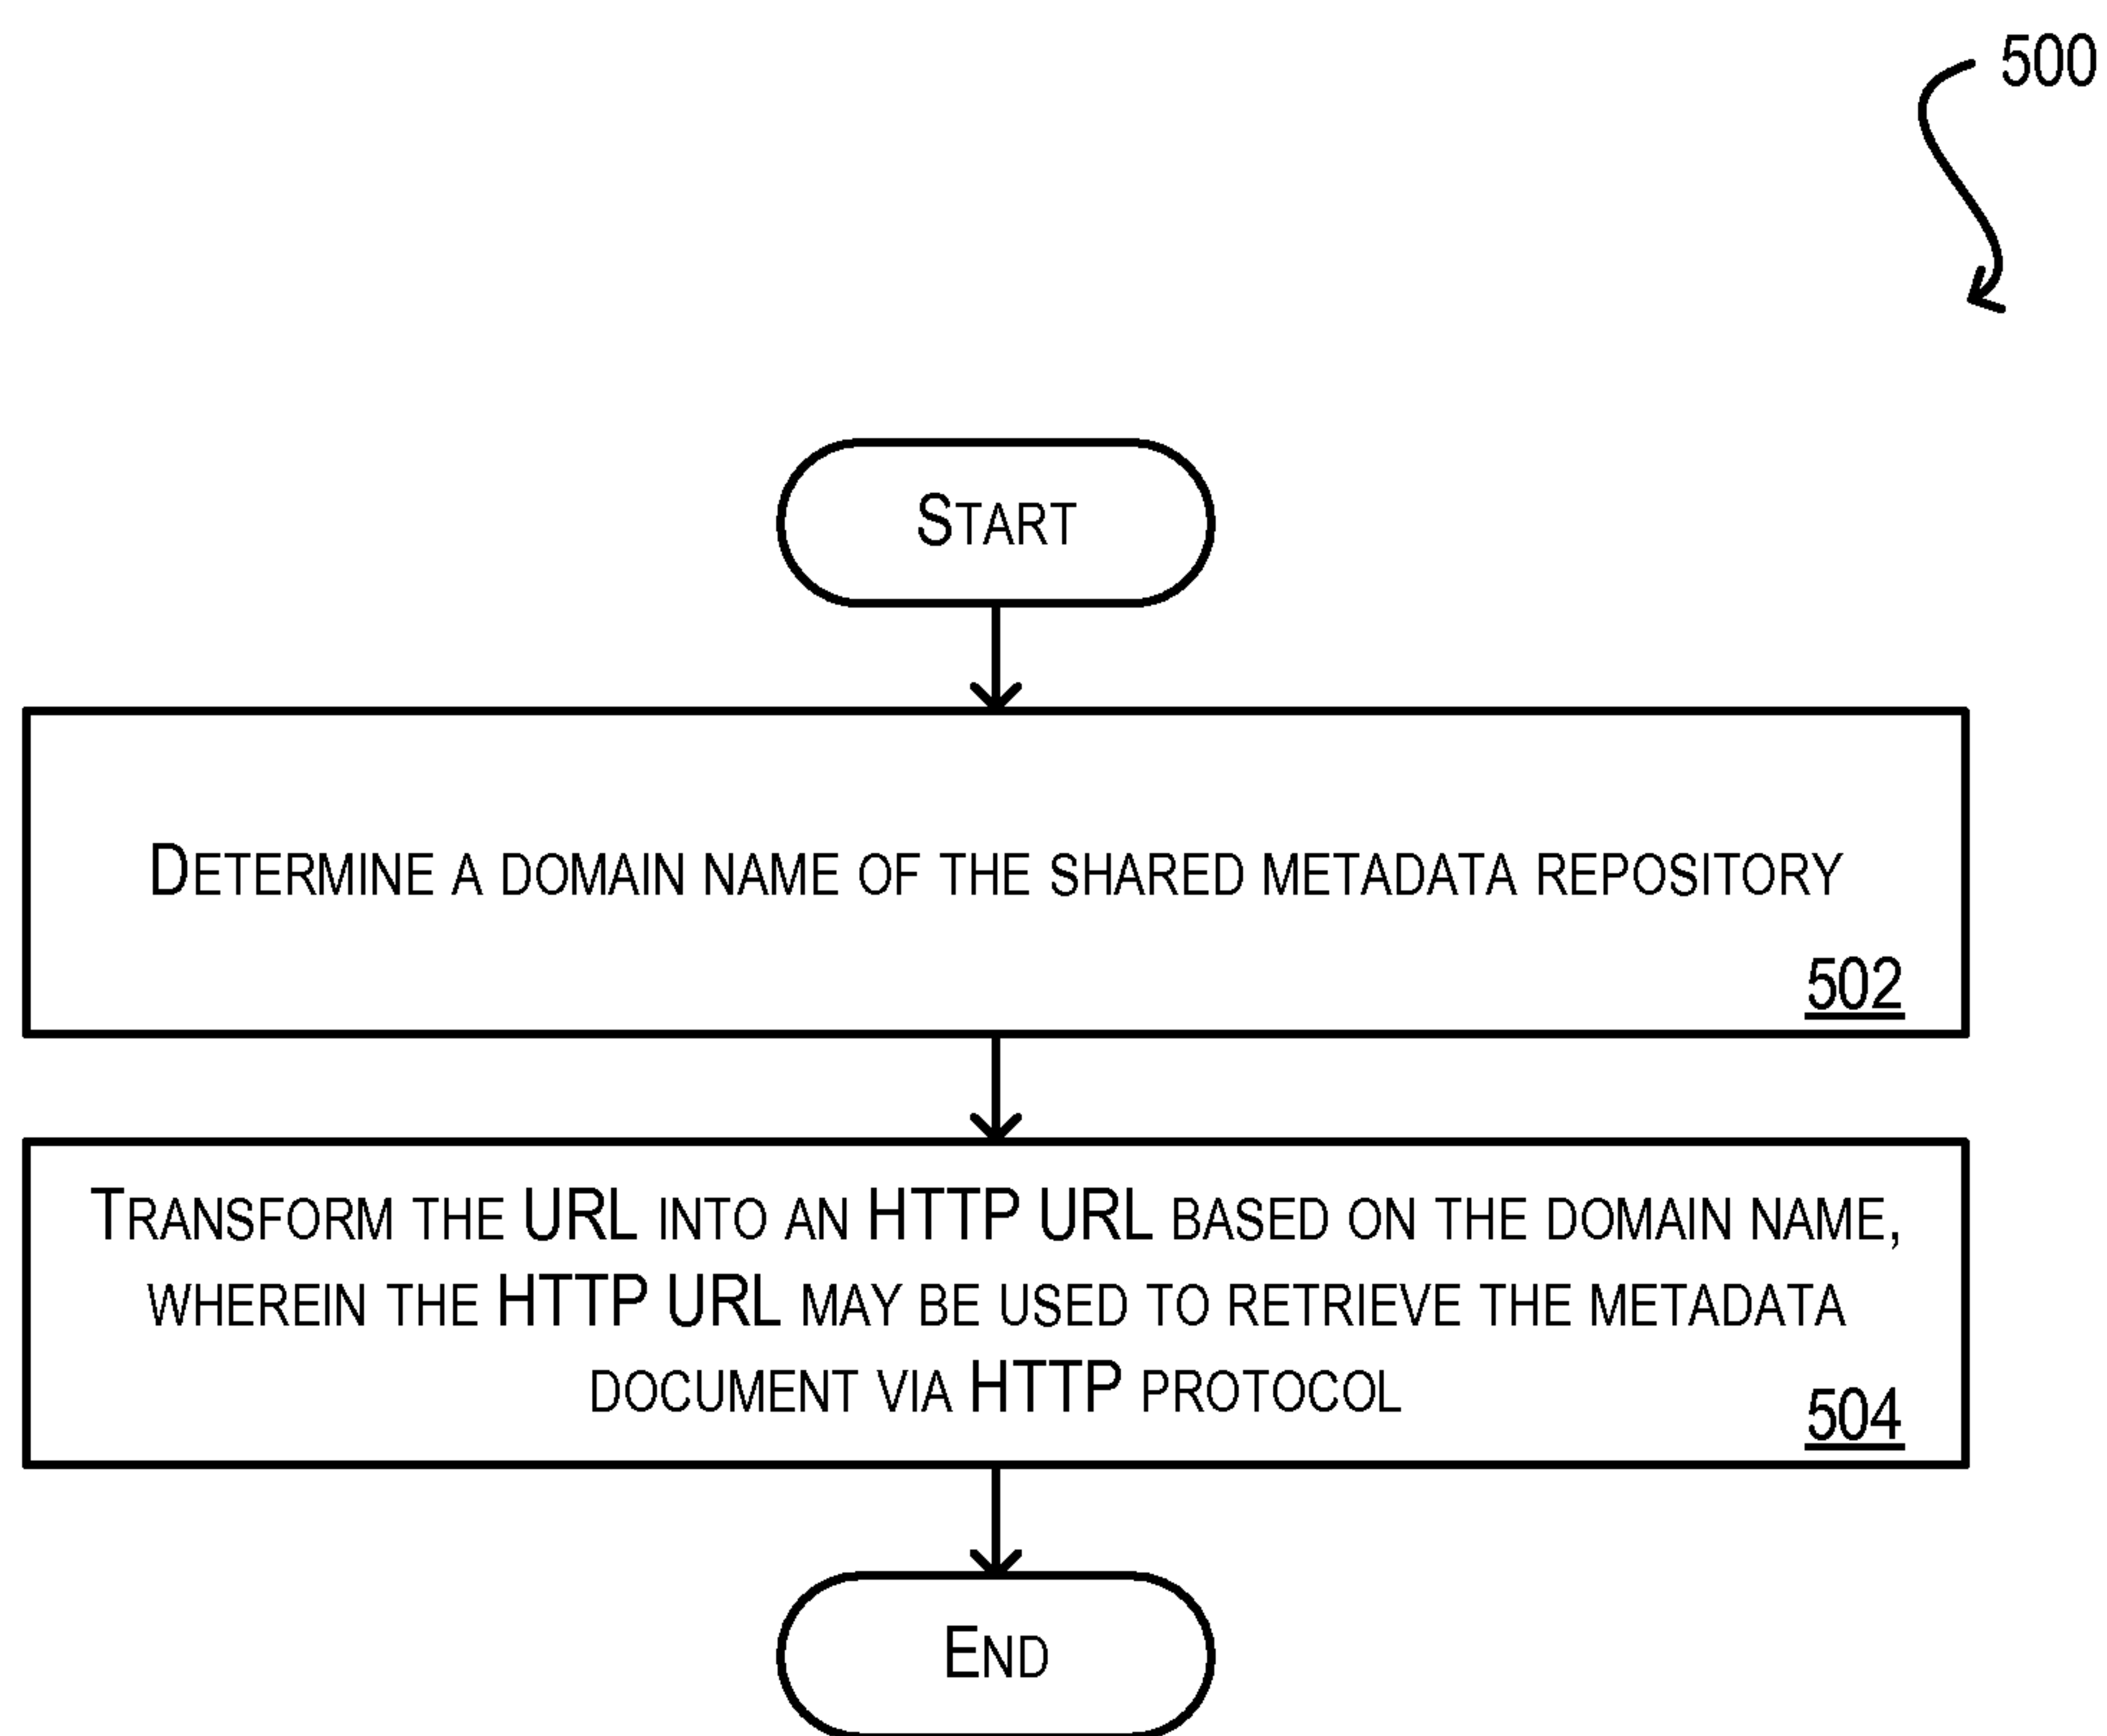 500
START
DETERMINE A DOMAIN NAME OF THE SHARED METADATA REPOSITORY
502
TRANSFORM THE URL INTO AN HTTP URL BASED ON THE DOMAIN NAME,
WHEREIN THE HTTP URL MAY BE USED TO RETRIEVE THE METADATA
DOCUMENT VIA HTTP PROTOCOL
504
END